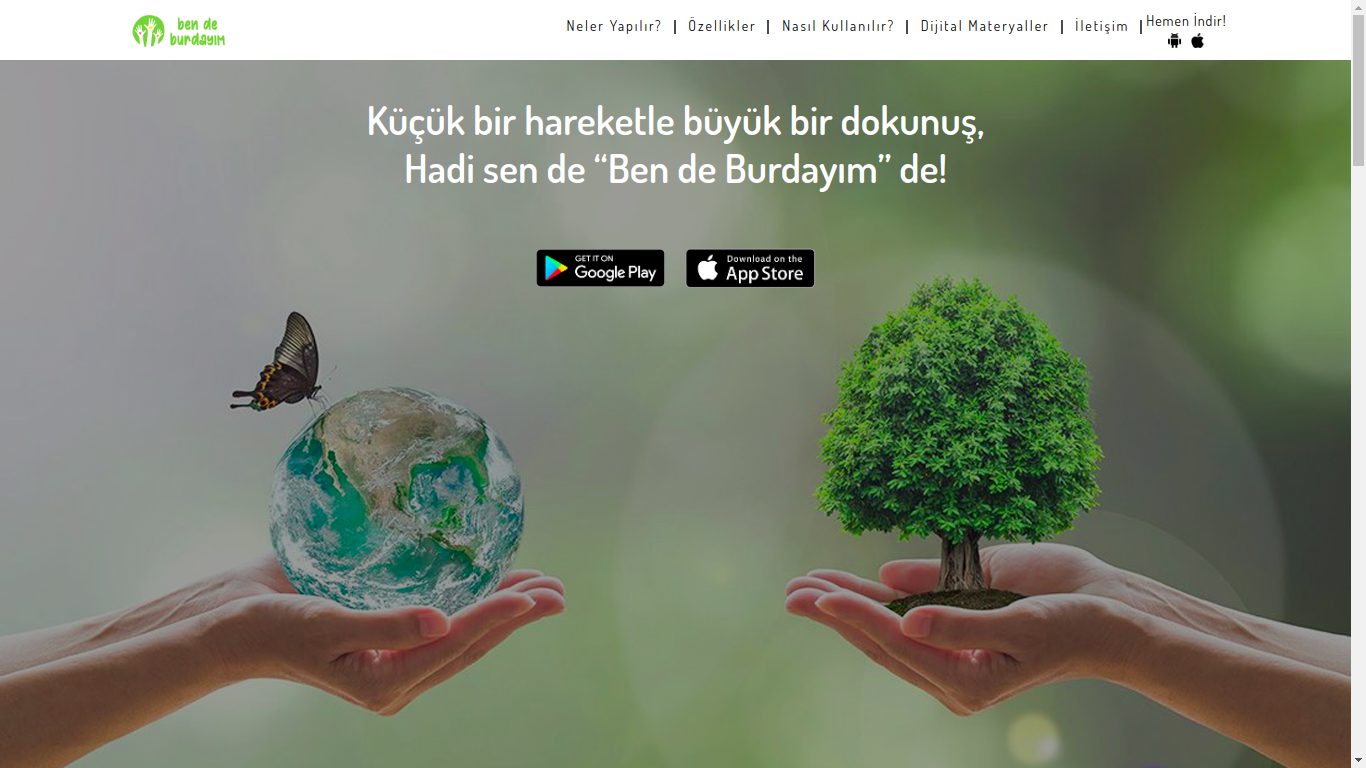 ben de
burdayım
Neler Yapılır? | Özellikler | Nasıl Kullanılır? | Dijital Materyaller | İletişim |
Hemen İndir!
Küçük bir hareketle büyük bir dokunuş,
Hadi sen de “Ben de Burdayım” de!
GET IT ON
Google Play
Download on the
App Store